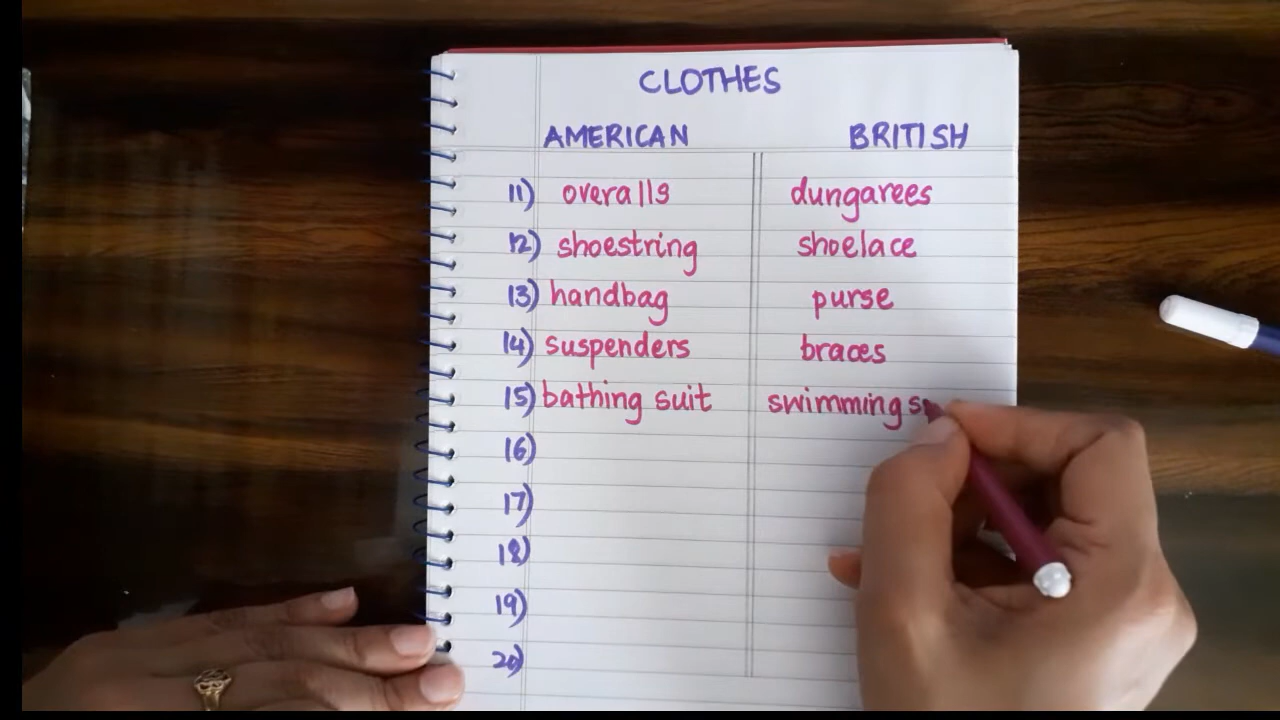 CLOTHES
AMERICAN BRITISH
11) overalls dungarees
12) shoestring shoelace
13) handbag purse
14) suspenders braces
15) bathing suit swimming s
16)
17)
18)
19)
20)